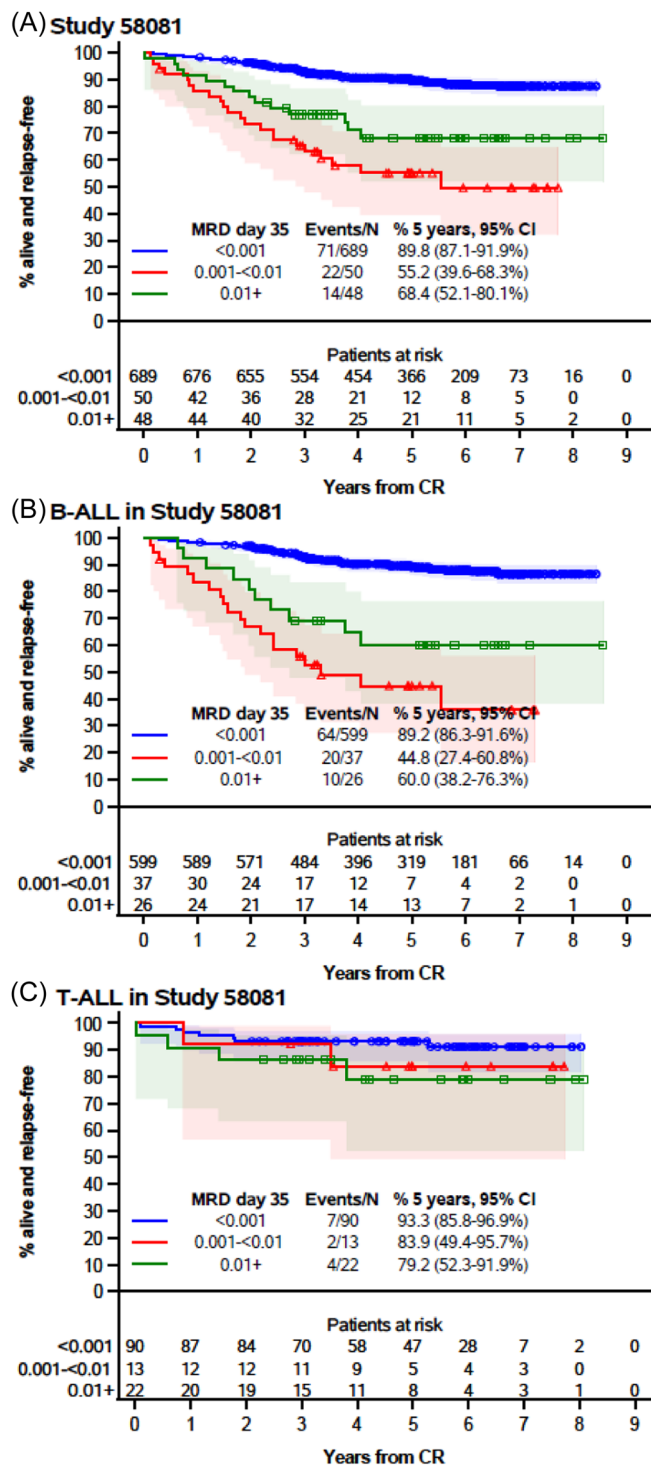 (A) Study 58081
% alive and relapse-free
100
90
80
70
60
50
40
30
20
10
0
MRD day 35 Events/N % 5 years, 95% CI
<0.001 71/689 89.8 (87.1-91.9%)
0.001-<0.01 22/50 55.2 (39.6-68.3%)
0.01+ 14/48 68.4 (52.1-80.1%)
Patients at risk
<0.001 689 676 655 554 454 366 209 73 16 0
0.001-<0.01 50 42 36 28 21 12 8 5 0
0.01+ 48 44 40 32 25 21 11 5 2 0
0 1 2 3 4 5 6 7 8 9
Years from CR
(B) B-ALL in Study 58081
% alive and relapse-free
100
90
80
70
60
50
40
30
20
10
0
MRD day 35 Events/N % 5 years, 95% CI
<0.001 64/599 89.2 (86.3-91.6%)
0.001-<0.01 20/37 44.8 (27.4-60.8%)
0.01+ 10/26 60.0 (38.2-76.3%)
Patients at risk
<0.001 599 589 571 484 396 319 181 66 14 0
0.001-<0.01 37 30 24 17 12 7 4 2 0
0.01+ 26 24 21 17 14 13 7 2 1 0
0 1 2 3 4 5 6 7 8 9
Years from CR
(C) T-ALL in Study 58081
% alive and relapse-free
100
90
80
70
60
50
40
30
20
10
0
MRD day 35 Events/N % 5 years, 95% CI
<0.001 7/90 93.3 (85.8-96.9%)
0.001-<0.01 2/13 83.9 (49.4-95.7%)
0.01+ 4/22 79.2 (52.3-91.9%)
Patients at risk
<0.001 90 87 84 70 58 47 28 7 2 0
0.001-<0.01 13 12 12 11 9 5 4 3 0
0.01+ 22 20 19 15 11 8 4 3 1 0
0 1 2 3 4 5 6 7 8 9
Years from CR